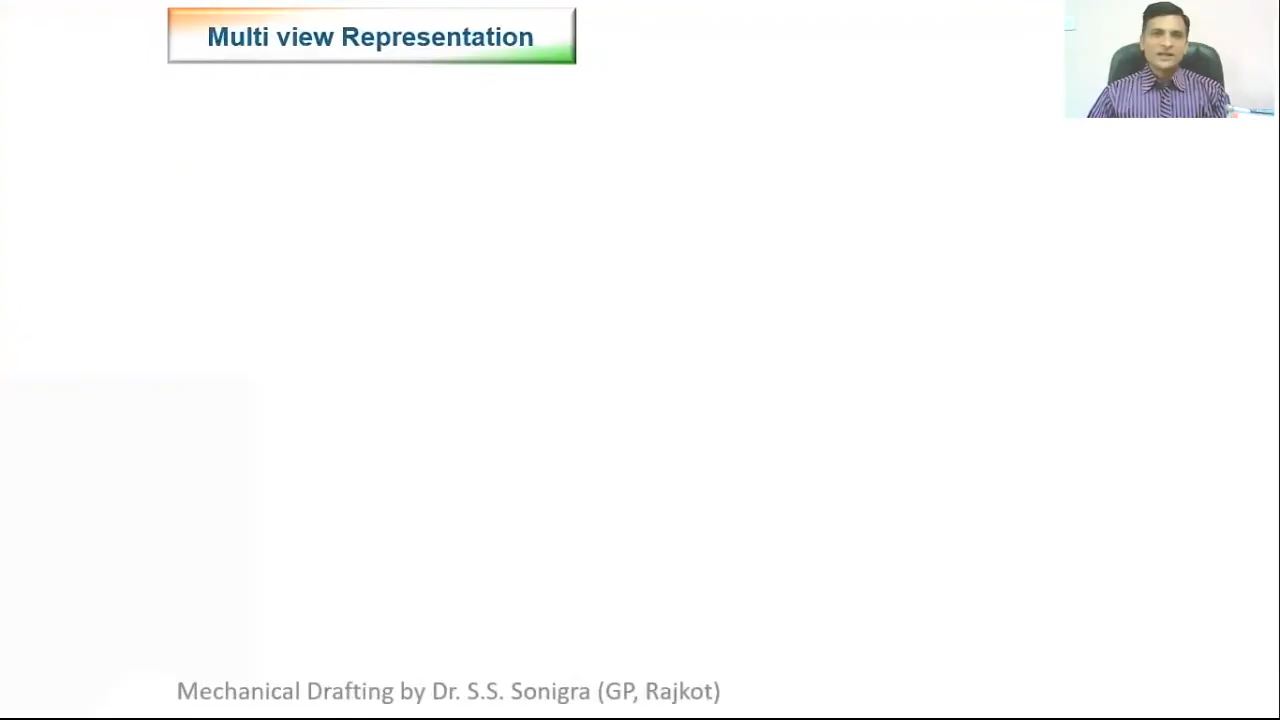 Multi view Representation
Mechanical Drafting by Dr. S.S. Sonigra (GP, Rajkot)